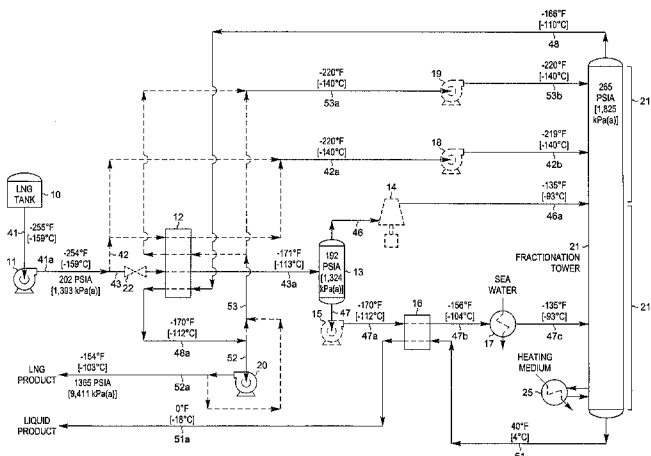 -166°F
[-110°C]
48
-220°F
[-140°C]
53a
19
-220°F
[-140°C]
53b
265
PSIA
[1,825
kPa(a)]
21
-220°F
[-140°C]
42a
18
-219°F
[-140°C]
42b
LNG
TANK
10
14
-135°F
[-93°C]
46a
41
-255°F
[-159°C]
12
46
11
41a
-254°F
[-159°C]
42
43
22
202 PSIA
[1,393 kPa(a)]
-171°F
[-113°C]
43a
192
PSIA
[1,324
kPa(a)]
13
21
FRACTIONATION
TOWER
21
SEA
WATER
53
15
47
-170°F
[-112°C]
47a
16
-156°F
[-104°C]
47b
17
-135°F
[-93°C]
47c
-170°F
[-112°C]
48a
52
20
HEATING
MEDIUM
25
LNG
PRODUCT
-154°F
[-103°C]
52a
1365 PSIA
[9,411 kPa(a)]
LIQUID
PRODUCT
0°F
[-18°C]
51a
40°F
[4°C]
51